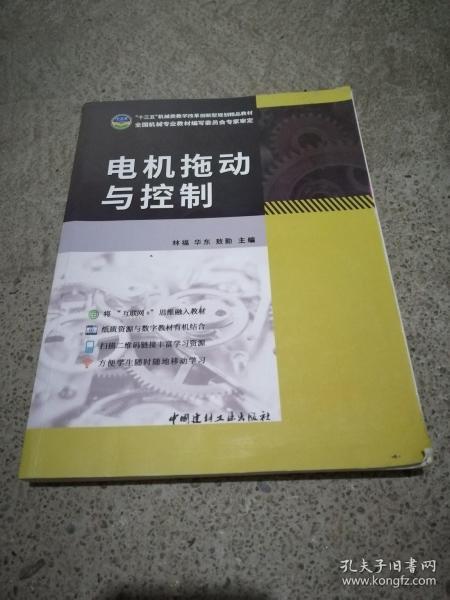 "十三五"机械类教学改革创新型规划精品教材
全国机械专业教材编写委员会专家审定
电机拖动
与控制
林福 华东 敖勤 主编
将“互联网+”思维融入教材
纸质资源与数字教材有机结合
扫描二维码链接丰富学习资源
方便学生随时随地移动学习
中国建材工业出版社
孔夫子旧书网
www.kongfz.com